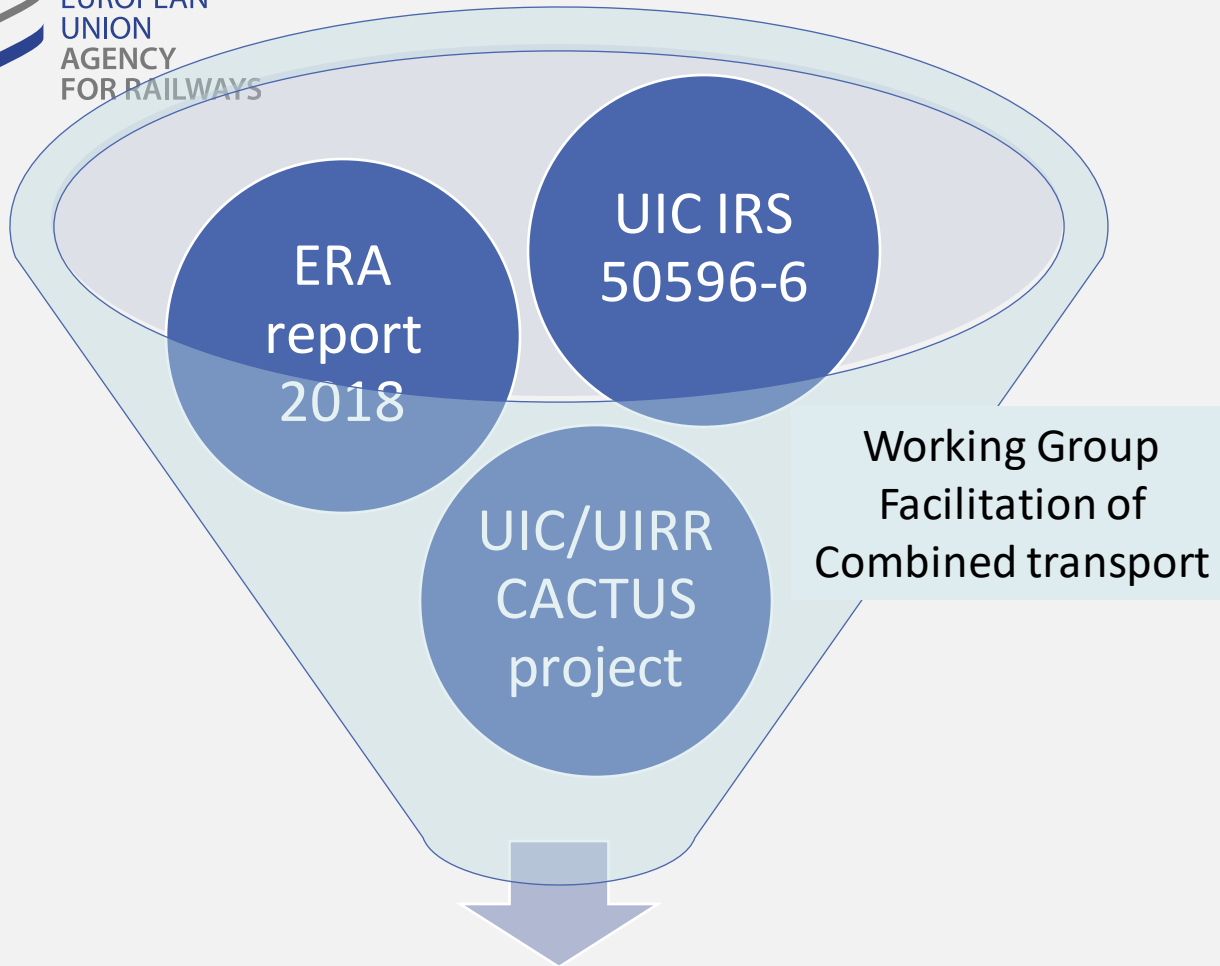 EUROPEAN
UNION
AGENCY
FOR RAILWAYS
UIC IRS
50596-6
ERA
report
2018
UIC/UIRR
CACTUS
project
Working Group
Facilitation of
Combined transport